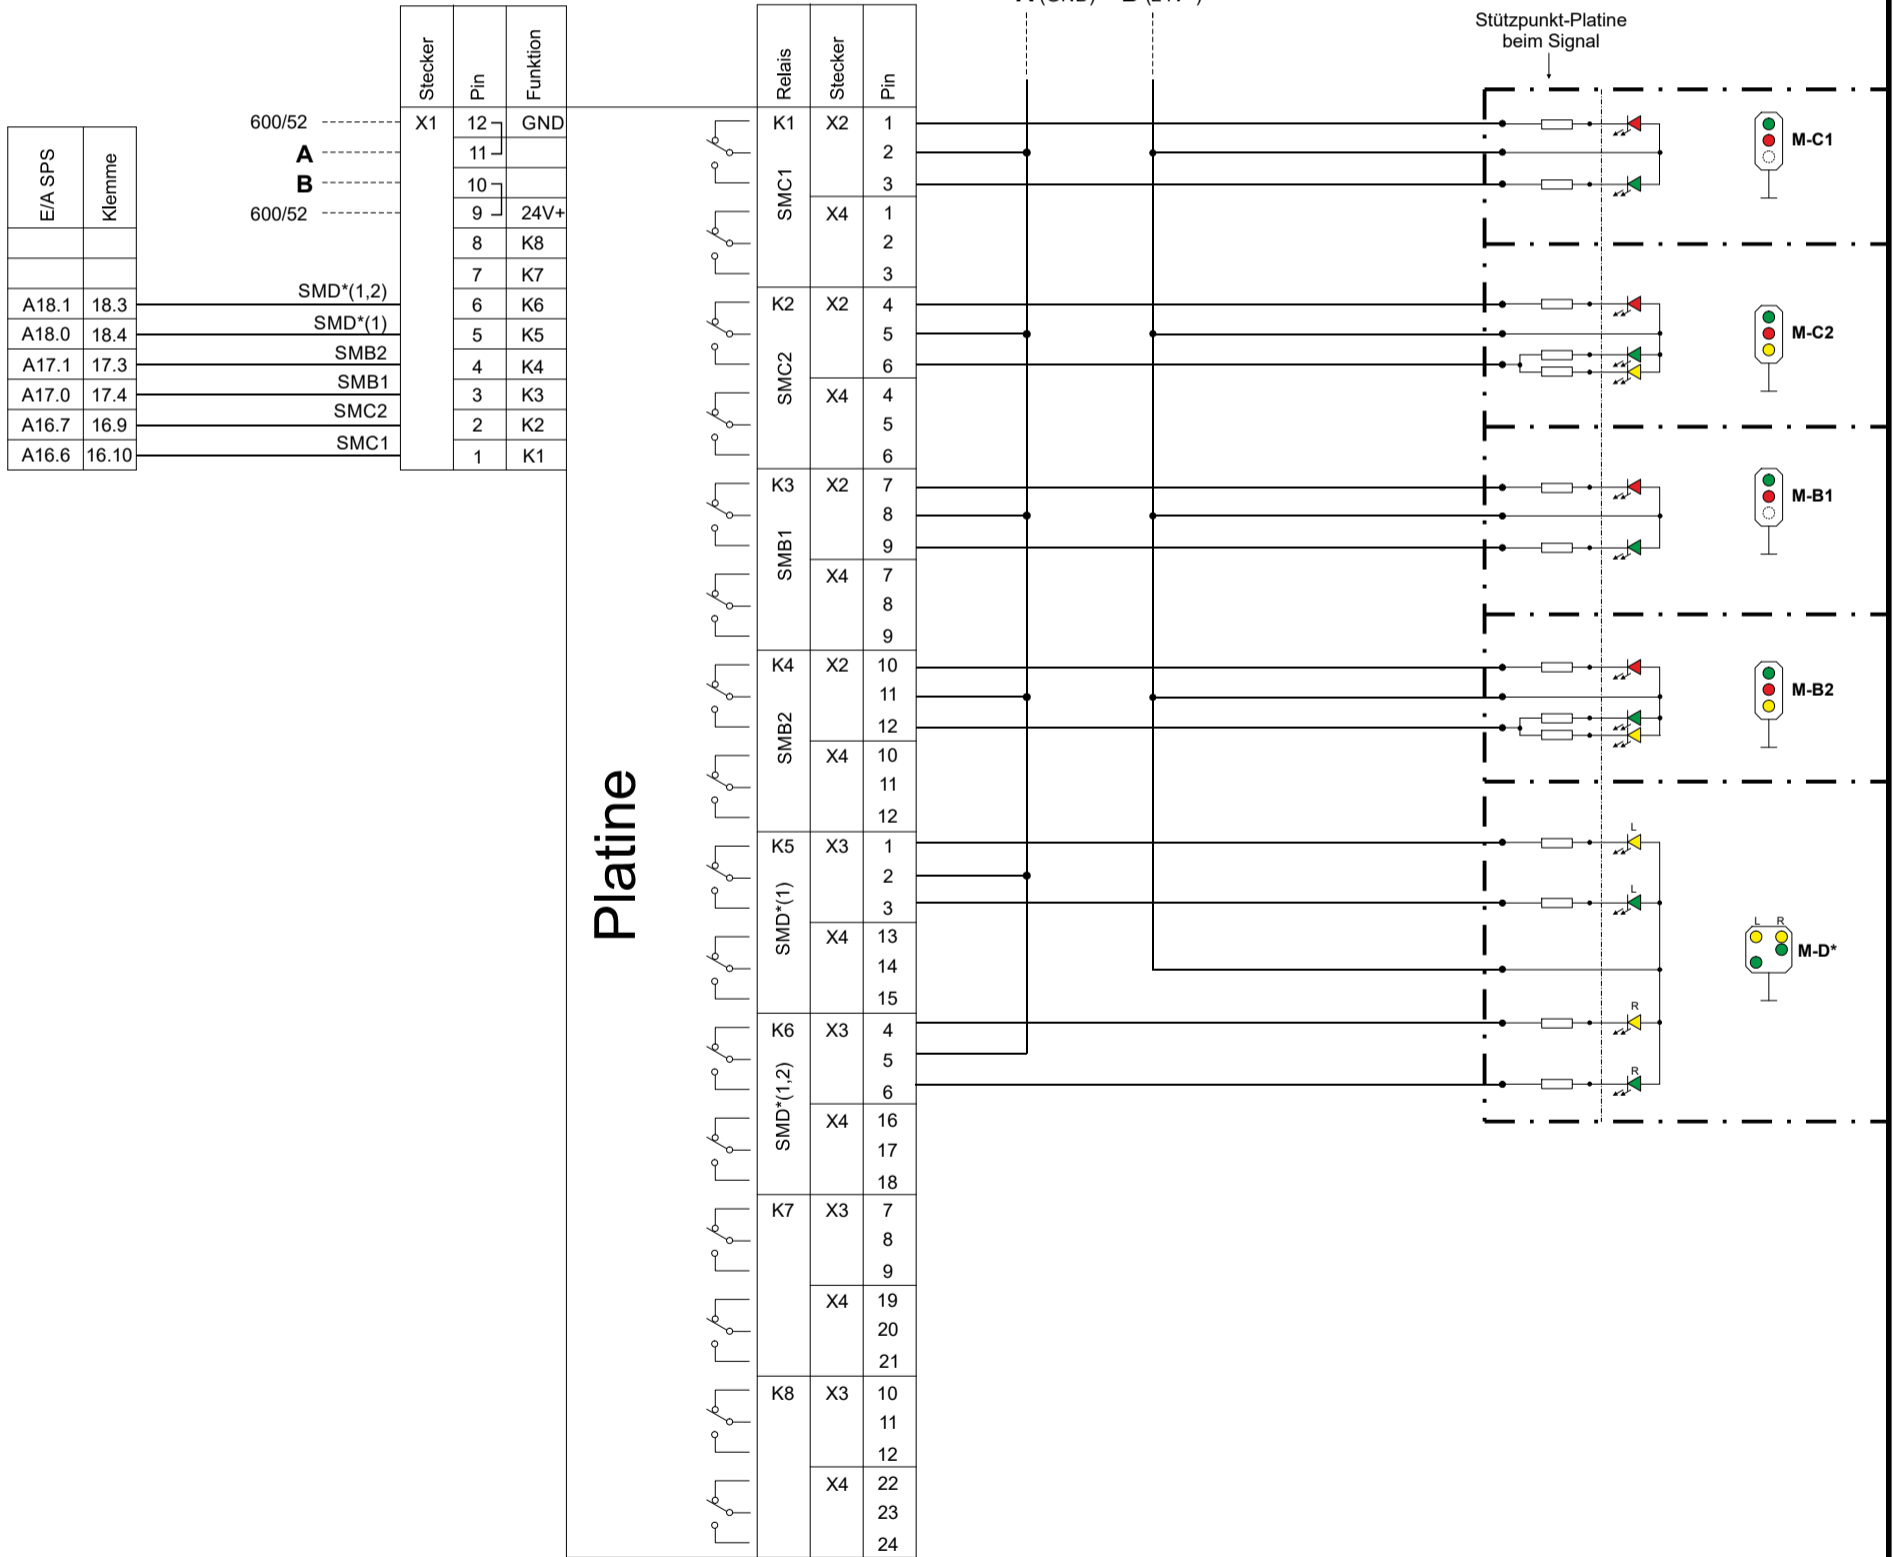 Stützpunkt-Platine
beim Signal
Stecker Pin Funktion
Relais Stecker Pin
E/A SPS Klemme
600/52 X1 12 GND
A 11
B 10
600/52 9 24V+
8 K8
7 K7
A18.1 18.3 SMD*(1,2) 6 K6
A18.0 18.4 SMD*(1) 5 K5
A17.1 17.3 SMB2 4 K4
A17.0 17.4 SMB1 3 K3
A16.7 16.9 SMC2 2 K2
A16.6 16.10 SMC1 1 K1
Platine
K1 SMC1 X2 1
2
3
X4 1
2
3
K2 SMC2 X2 4
5
6
X4 4
5
6
K3 SMB1 X2 7
8
9
X4 7
8
9
K4 SMB2 X2 10
11
12
X4 10
11
12
K5 SMD*(1) X3 1
2
3
X4 13
14
15
K6 SMD*(1,2) X3 4
5
6
X4 16
17
18
K7 X3 7
8
9
X4 19
20
21
K8 X3 10
11
12
X4 22
23
24
M-C1
M-C2
M-B1
M-B2
L
L
L R
M-D*
R
R